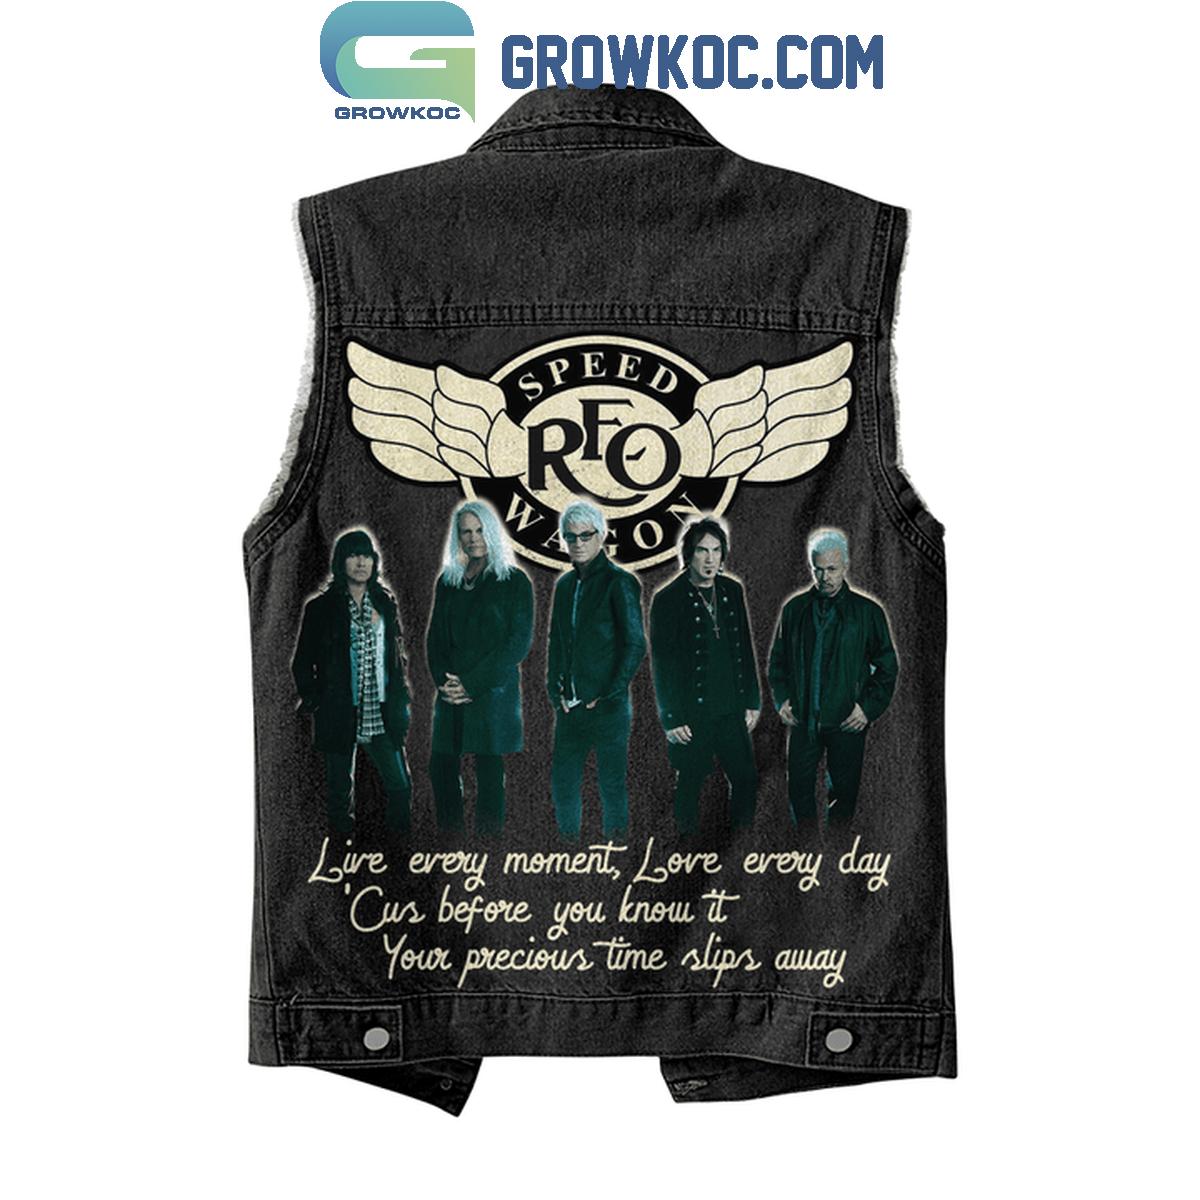 GROWKOC
GROWKOC.COM
SPEED
REO
WAGON
Live every moment, Love every day
'Cus before you know it
Your precious time slips away